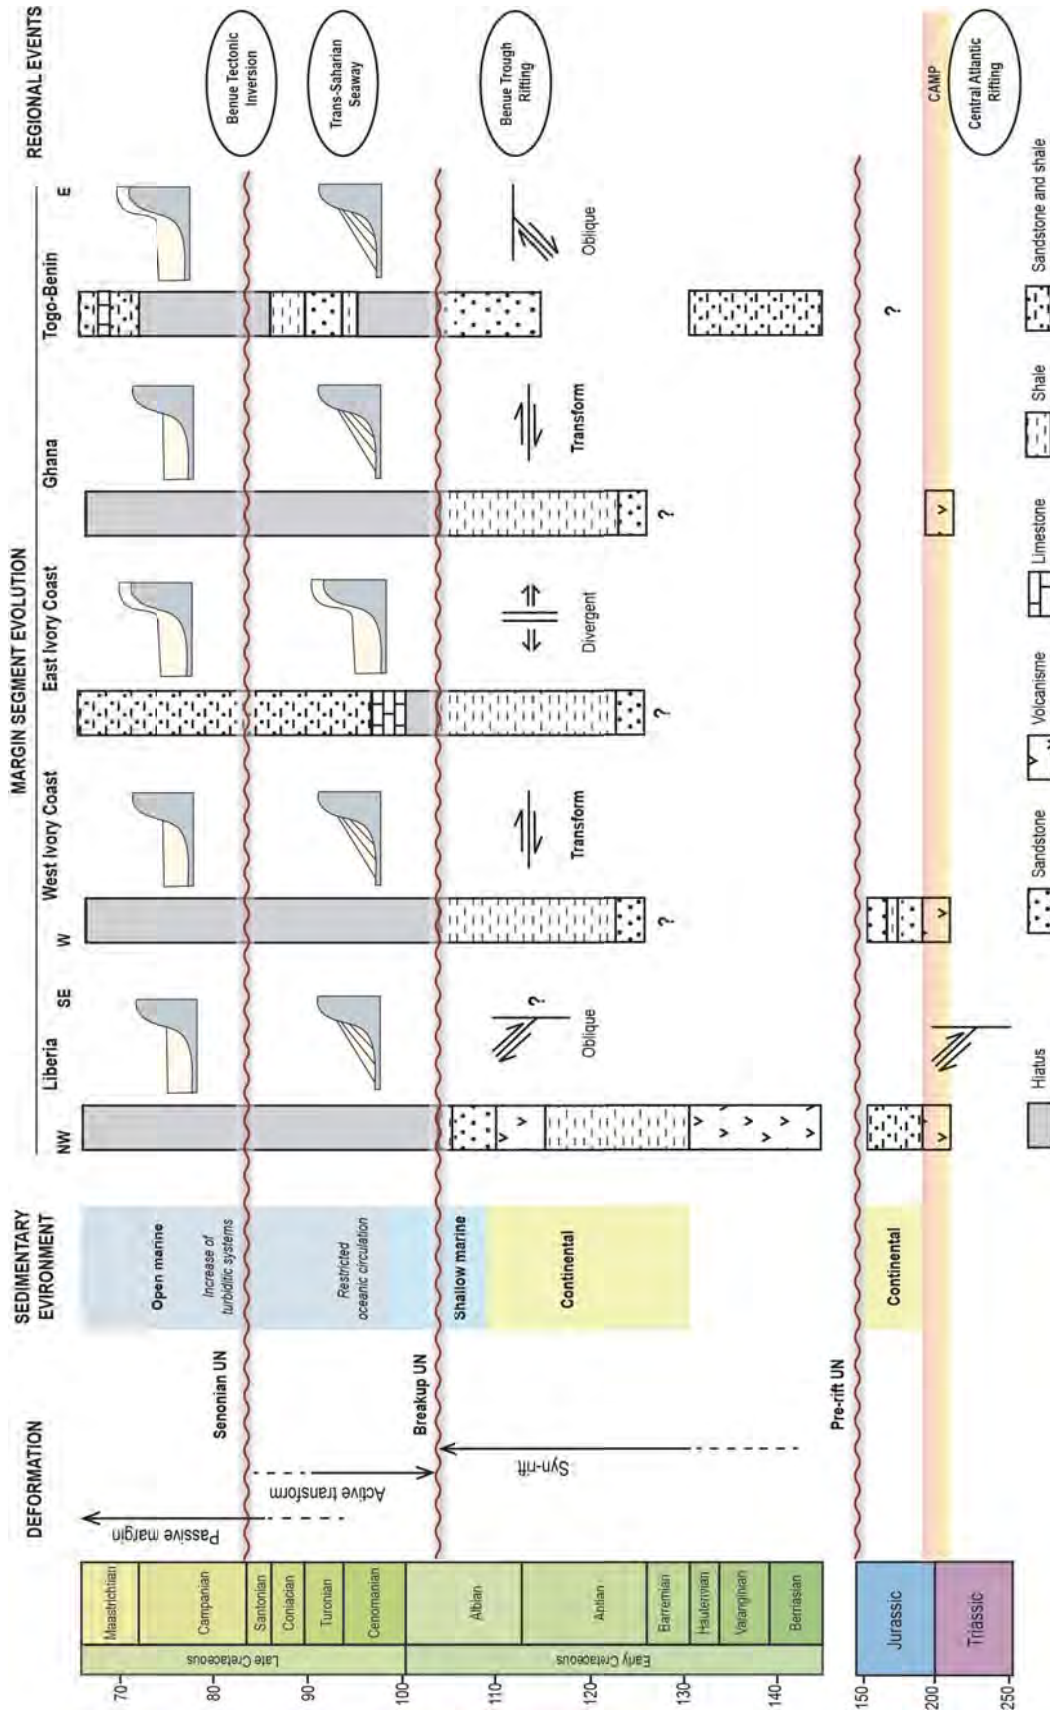 DEFORMATION
SEDIMENTARY
EVIRONMENT
MARGIN SEGMENT EVOLUTION
REGIONAL EVENTS
Liberia
West Ivory Coast
East Ivory Coast
Ghana
Togo-Benin
NW
SE
W
E
Late Cretaceous
Early Cretaceous
Maastrichtian
Campanian
Santonian
Coniacian
Turonian
Cenomanian
Albian
Antian
Barremian
Hauterivian
Valanginian
Berriasian
Jurassic
Triassic
70
80
90
100
110
120
130
140
150
200
250
Passive margin
Active transform
Syn-rift
Senonian UN
Breakup UN
Pre-rift UN
Open marine
Increase of
turbiditic systems
Restricted
oceanic circulation
Shallow marine
Continental
Continental
?
Oblique
?
Transform
?
Divergent
?
Transform
Oblique
?
Benue Tectonic
Inversion
Trans-Saharian
Seaway
Benue Trough
Rifting
CAMP
Central Atlantic
Rifting
Hiatus
Sandstone
Volcanisme
Limestone
Shale
Sandstone and shale